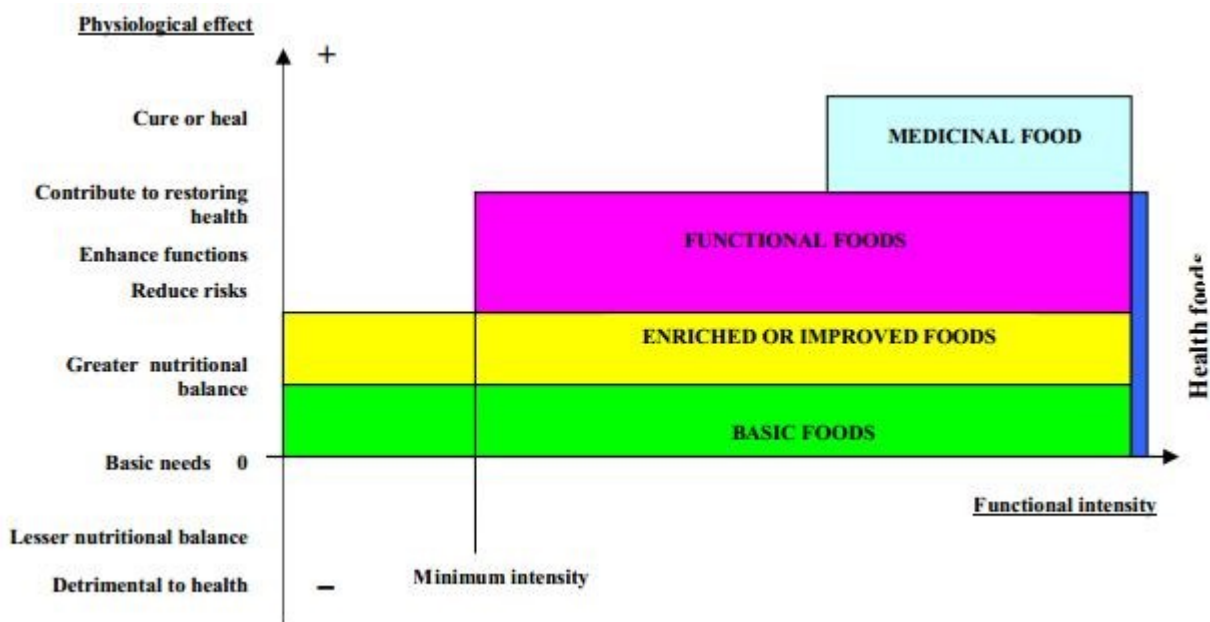 Physiological effect
+
Cure or heal
MEDICINAL FOOD
Contribute to restoring
health
FUNCTIONAL FOODS
Enhance functions
Reduce risks
ENRICHED OR IMPROVED FOODS
Greater nutritional
balance
BASIC FOODS
Health foods
Basic needs 0
Functional intensity
Lesser nutritional balance
Minimum intensity
Detrimental to health
–